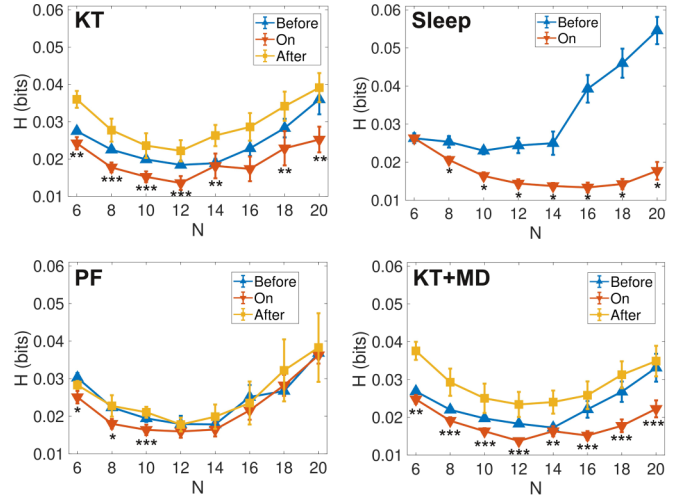 KT
Before
On
After
H (bits)
0.06
0.05
0.04
0.03
0.02
0.01
** *** *** *** ** ** **
6 8 10 12 14 16 18 20
N
Sleep
Before
On
H (bits)
0.06
0.05
0.04
0.03
0.02
0.01
* * * * * * *
6 8 10 12 14 16 18 20
N
PF
Before
On
After
H (bits)
0.06
0.05
0.04
0.03
0.02
0.01
* * ***
6 8 10 12 14 16 18 20
N
KT+MD
Before
On
After
H (bits)
0.06
0.05
0.04
0.03
0.02
0.01
** *** *** *** ** *** *** ***
6 8 10 12 14 16 18 20
N